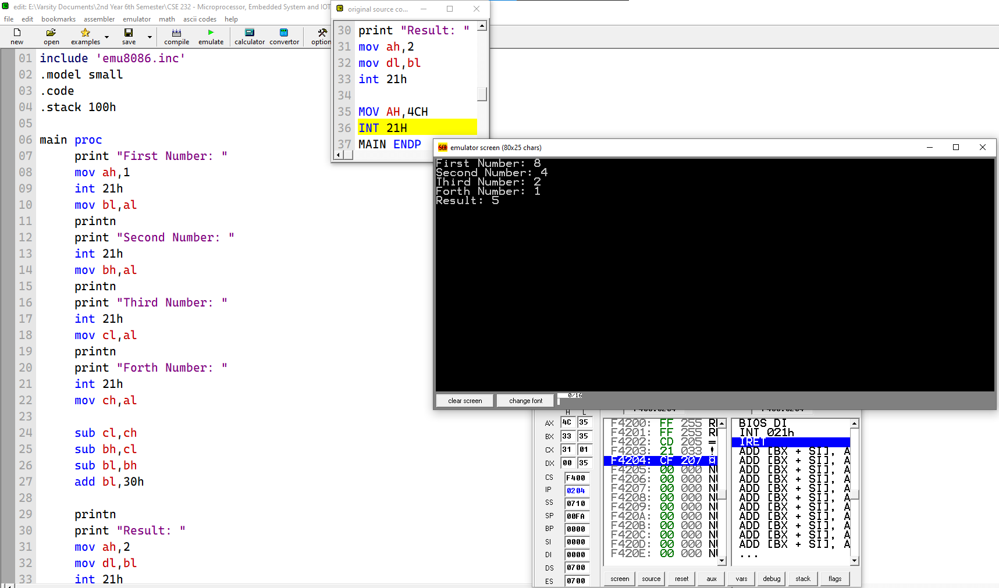 edit: E:\Varsity Documents\2nd Year 6th Semester\CSE 232 - Microprocessor, Embedded System and IOT
file edit bookmarks assembler emulator math ascii codes help
new open examples save compile emulate calculator convertor option
01 include 'emu8086.inc'
02 .model small
03 .code
04 .stack 100h
05
06 main proc
07 print "First Number: "
08 mov ah,1
09 int 21h
10 mov bl,al
11 printn
12 print "Second Number: "
13 int 21h
14 mov bh,al
15 printn
16 print "Third Number: "
17 int 21h
18 mov cl,al
19 printn
20 print "Forth Number: "
21 int 21h
22 mov ch,al
23
24 sub cl,ch
25 sub bh,cl
26 sub bl,bh
27 add bl,30h
28
29 printn
30 print "Result: "
31 mov ah,2
32 mov dl,bl
33 int 21h
original source co...
30 print "Result: "
31 mov ah,2
32 mov dl,bl
33 int 21h
34
35 MOV AH,4CH
36 INT 21H
37 MAIN ENDP
SCR emulator screen (80x25 chars)
First Number: 8
Second Number: 4
Third Number: 2
Forth Number: 1
Result: 5
clear screen change font 0/16
H L
AX 4C 35
BX 33 35
CX 31 01
DX 00 35
CS F400
IP 0204
SS 0710
SP 00FA
BP 0000
SI 0000
DI 0000
DS 0700
ES 0700
F4200: FF 255
F4201: FF 255
F4202: CD 205 =
F4203: 21 033 !
F4204: CF 207 ¤
F4205: 00 000
F4206: 00 000
F4207: 00 000
F4208: 00 000
F4209: 00 000
F420A: 00 000
F420B: 00 000
F420C: 00 000
F420D: 00 000
F420E: 00 000
BIOS DI
INT 021h
IRET
ADD [BX + SI], A
ADD [BX + SI], A
ADD [BX + SI], A
ADD [BX + SI], A
ADD [BX + SI], A
ADD [BX + SI], A
ADD [BX + SI], A
ADD [BX + SI], A
ADD [BX + SI], A
ADD [BX + SI], A
ADD [BX + SI], A
...
screen source reset aux vars debug stack flags